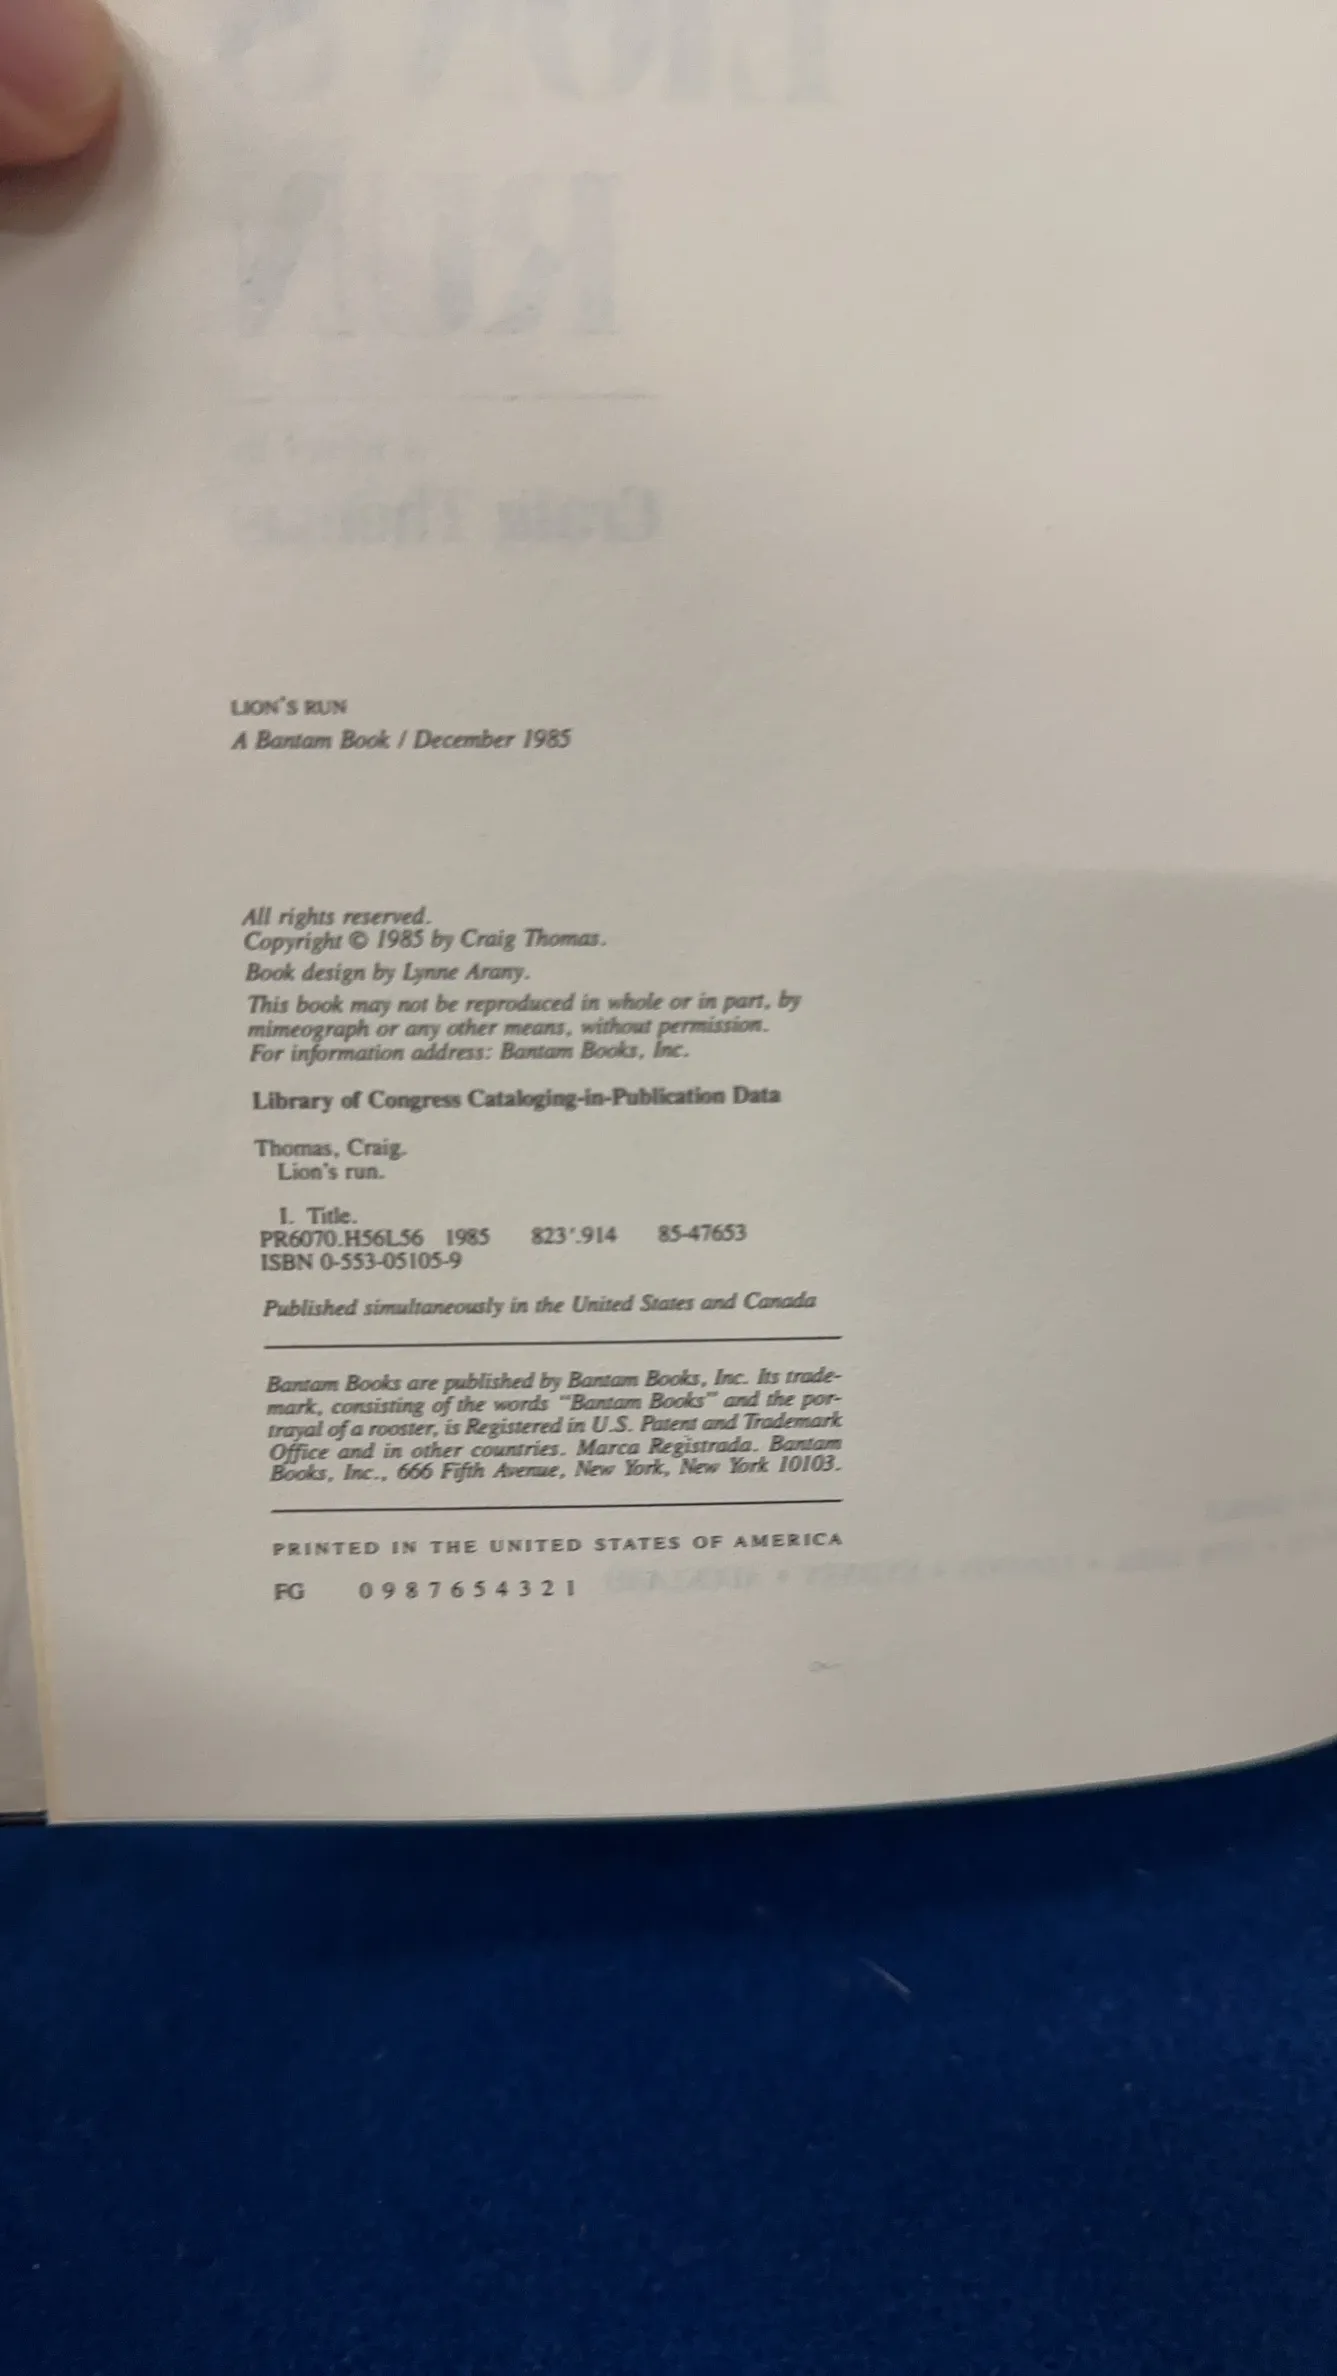 LION'S RUN
A Bantam Book / December 1985
All rights reserved.
Copyright © 1985 by Craig Thomas.
Book design by Lynne Arany.
This book may not be reproduced in whole or in part, by
mimeograph or any other means, without permission.
For information address: Bantam Books, Inc.
Library of Congress Cataloging-in-Publication Data
Thomas, Craig.
Lion's run.
I. Title.
PR6070.H56L56 1985 823'.914 85-47653
ISBN 0-553-05105-9
Published simultaneously in the United States and Canada
Bantam Books are published by Bantam Books, Inc. Its trade-
mark, consisting of the words "Bantam Books" and the por-
trayal of a rooster, is Registered in U.S. Patent and Trademark
Office and in other countries. Marca Registrada. Bantam
Books, Inc., 666 Fifth Avenue, New York, New York 10103.
PRINTED IN THE UNITED STATES OF AMERICA
FG 0 9 8 7 6 5 4 3 2 1